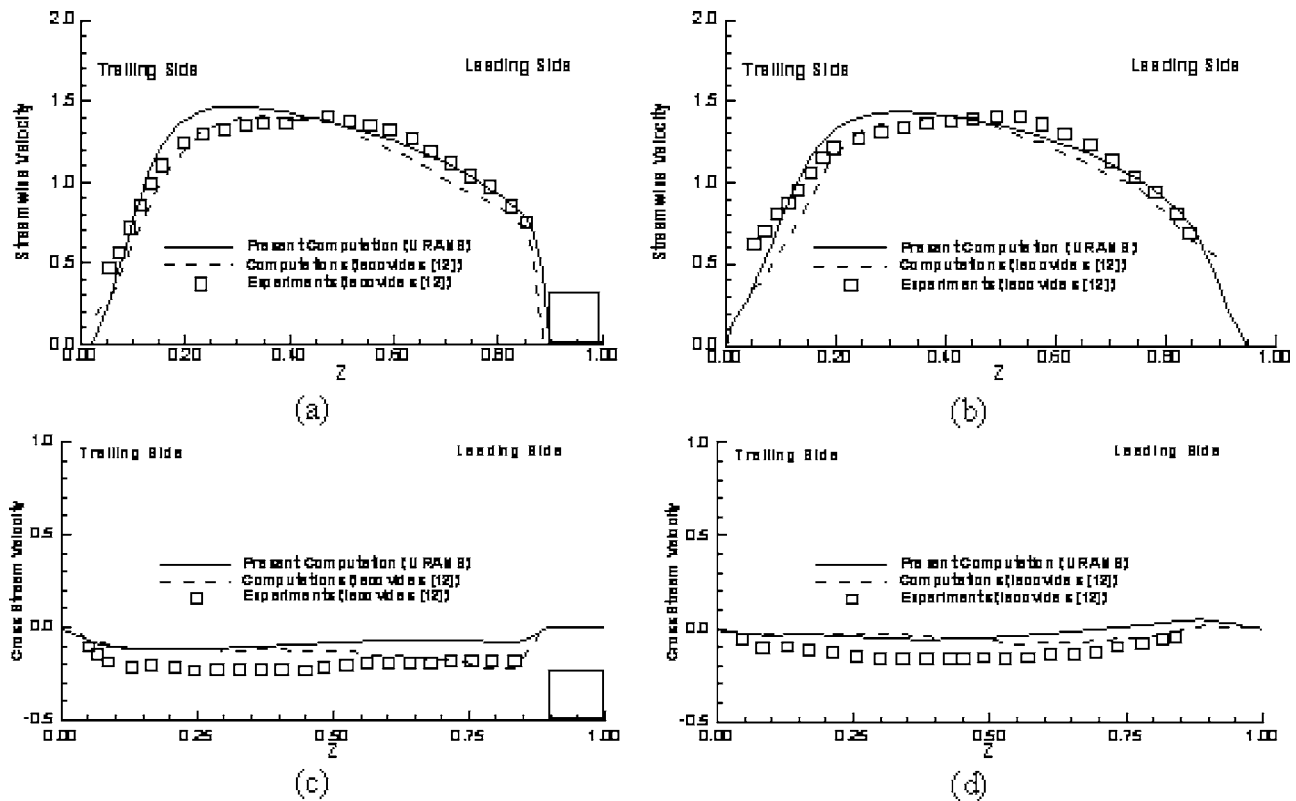 2.0
1.5
1.0
0.5
0.0
Streamwise Velocity
Trailing Side
Leading Side
Present Computation (URANS)
Computations (Iacovides [12])
Experiments (Iacovides [12])
0.00 0.20 0.40 0.60 0.80 1.00
Z
(a)
2.0
1.5
1.0
0.5
0.0
Streamwise Velocity
Trailing Side
Leading Side
Present Computation (URANS)
Computations (Iacovides [12])
Experiments (Iacovides [12])
0.00 0.20 0.40 0.60 0.80 1.00
Z
(b)
1.0
0.5
0.0
-0.5
Cross Stream Velocity
Trailing Side
Leading Side
Present Computation (URANS)
Computations (Iacovides [12])
Experiments (Iacovides [12])
0.00 0.25 0.50 0.75 1.00
Z
(c)
1.0
0.5
0.0
-0.5
Cross Stream Velocity
Trailing Side
Leading Side
Present Computation (URANS)
Computations (Iacovides [12])
Experiments (Iacovides [12])
0.00 0.25 0.50 0.75 1.00
Z
(d)